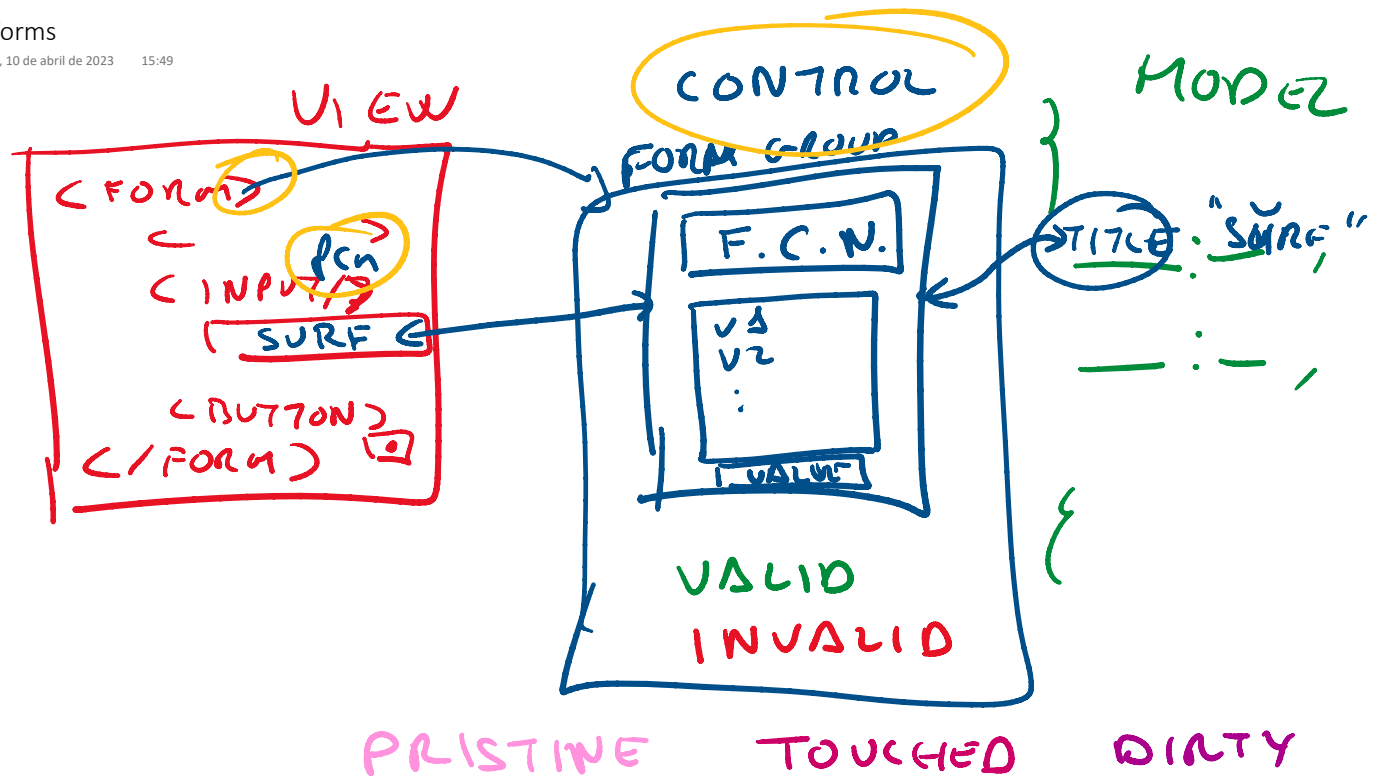 orms
, 10 de abril de 2023 15:49
VIEW
CONTROL
MODEL
<FORM>
FORM GROUP
}
<
>
fcn
F.C.N.
TITLE : "SURF" ,
<INPUT/>
SURF
V1
V2
:
— : — ,
<BUTTON>
</FORM>
VALUE
{
VALID
INVALID
PRISTINE TOUCHED DIRTY